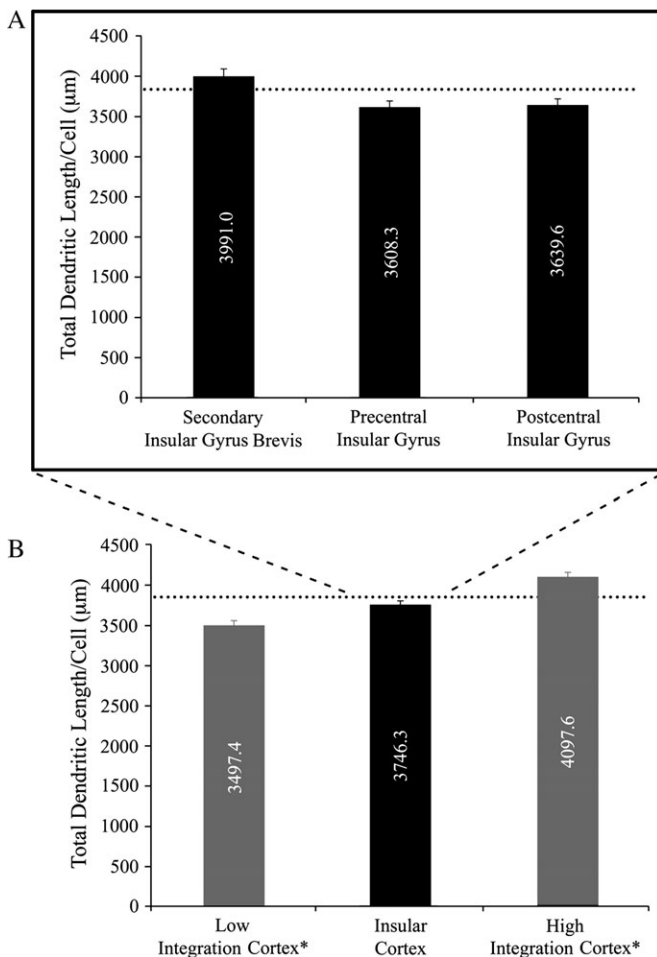 A
Total Dendritic Length/Cell (µm)
4500
4000
3500
3000
2500
2000
1500
1000
500
0
3991.0
3608.3
3639.6
Secondary
Insular Gyrus Brevis
Precentral
Insular Gyrus
Postcentral
Insular Gyrus
B
Total Dendritic Length/Cell (µm)
4500
4000
3500
3000
2500
2000
1500
1000
500
0
3497.4
3746.3
4097.6
Low
Integration Cortex*
Insular
Cortex
High
Integration Cortex*